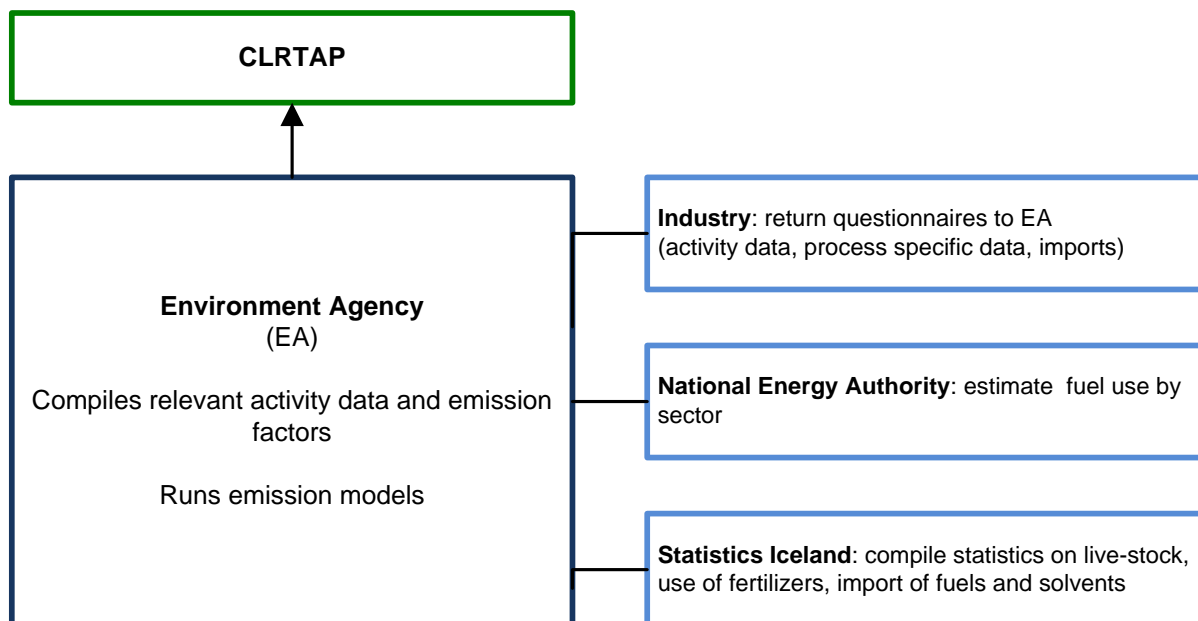 CLRTAP
Environment Agency
(EA)
Compiles relevant activity data and emission
factors
Runs emission models
Industry: return questionnaires to EA
(activity data, process specific data, imports)
National Energy Authority: estimate  fuel use by
sector
Statistics Iceland: compile statistics on live-stock,
use of fertilizers, import of fuels and solvents